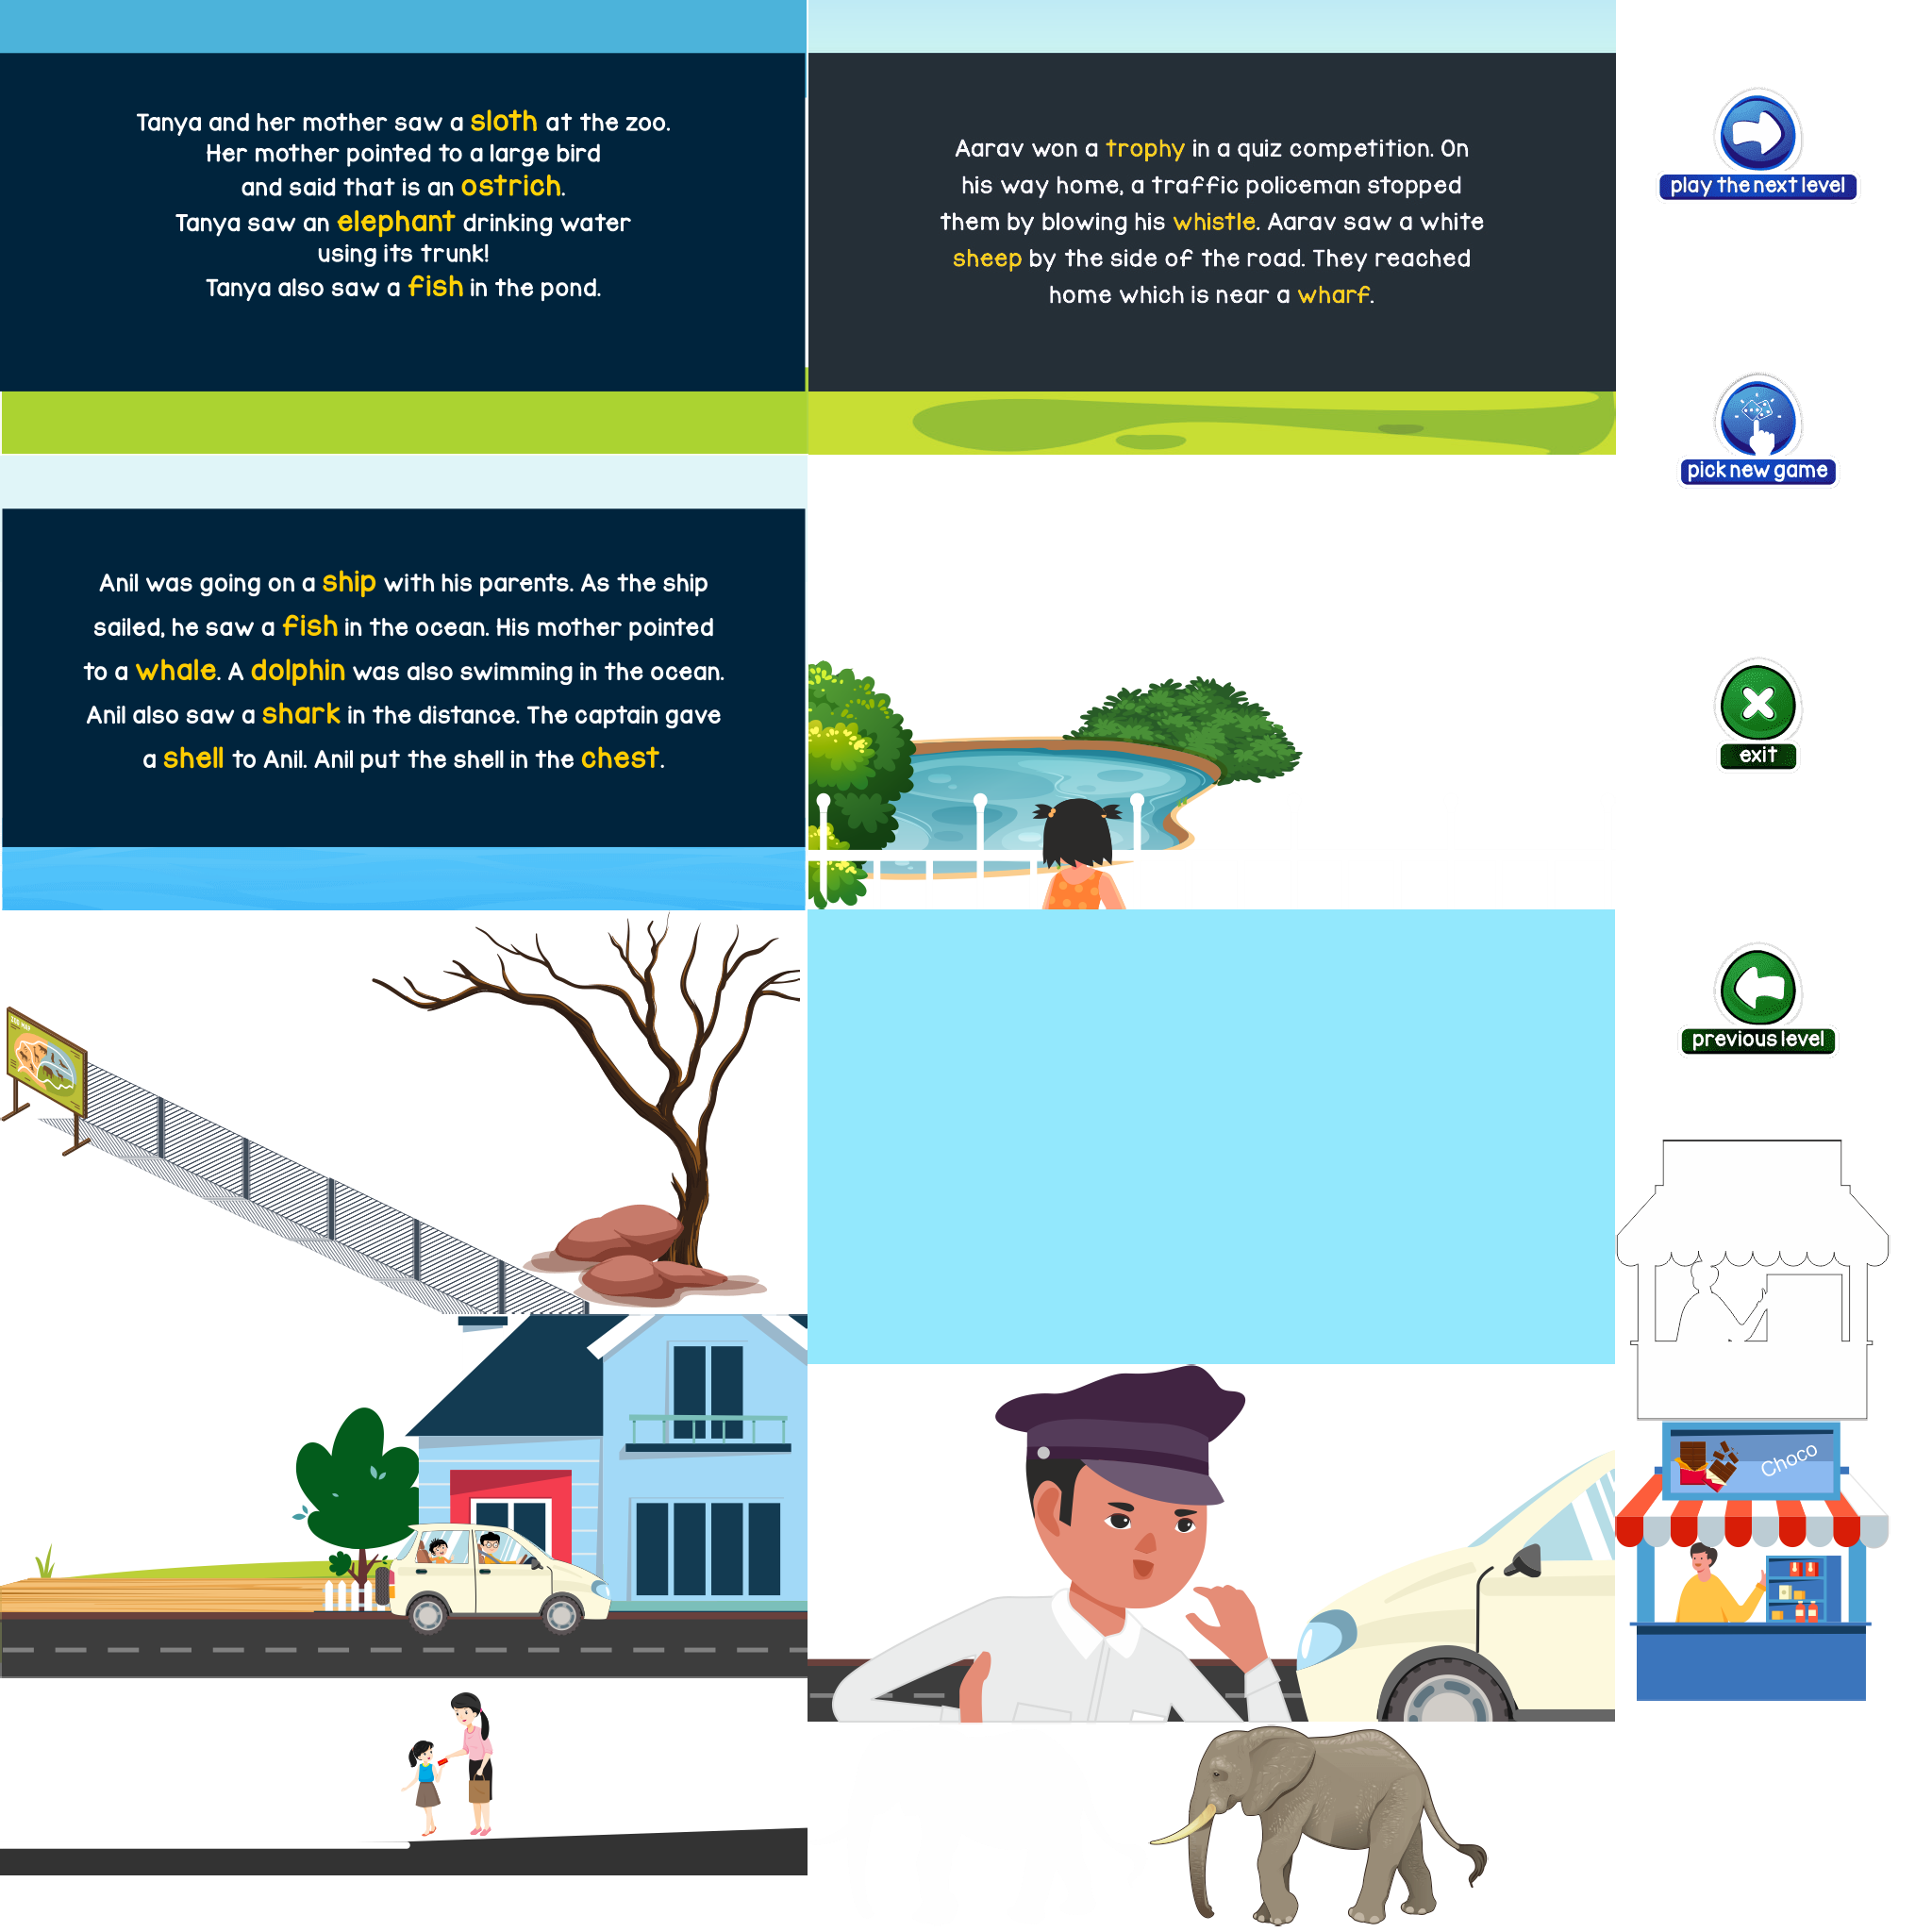 Tanya and her mother saw a sloth at the zoo.
Her mother pointed to a large bird
and said that is an ostrich.
Tanya saw an elephant drinking water
using its trunk!
Tanya also saw a fish in the pond.
Aarav won a trophy in a quiz competition. On
his way home, a traffic policeman stopped
them by blowing his whistle. Aarav saw a white
sheep by the side of the road. They reached
home which is near a wharf.
play the next level
pick new game
Anil was going on a ship with his parents. As the ship
sailed, he saw a fish in the ocean. His mother pointed
to a whale. A dolphin was also swimming in the ocean.
Anil also saw a shark in the distance. The captain gave
a shell to Anil. Anil put the shell in the chest.
exit
previous level
ZOO MAP
Choco